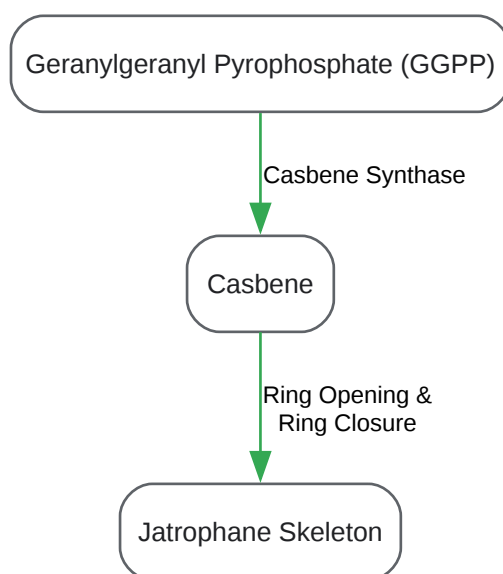 Geranylgeranyl Pyrophosphate (GGPP)
Casbene Synthase
Casbene
Ring Opening &
Ring Closure
Jatrophane Skeleton